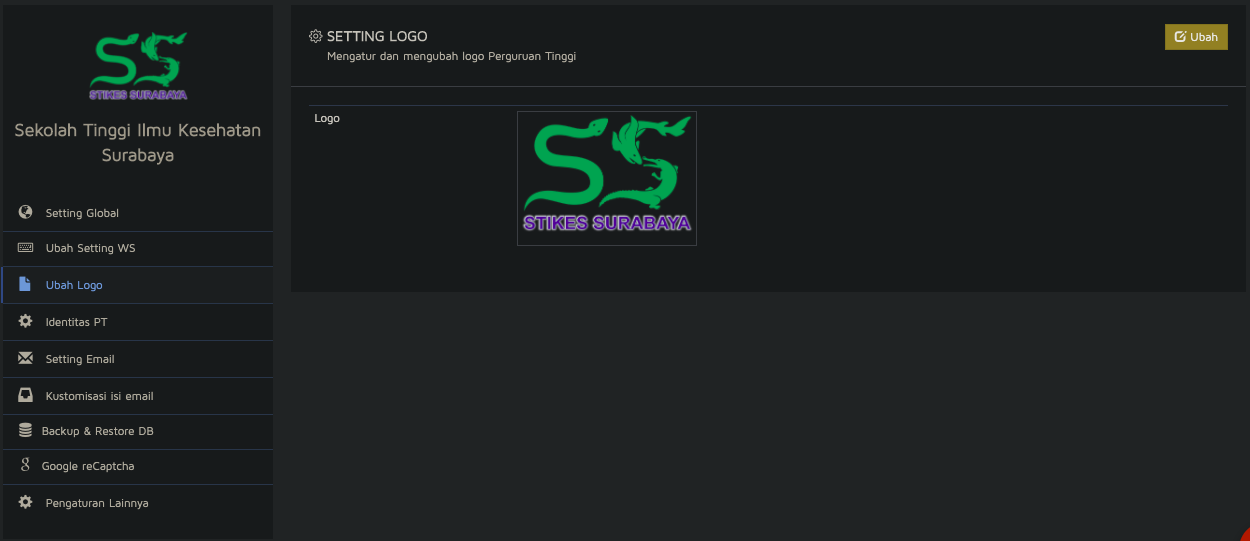 STIKES SURABAYA
Sekolah Tinggi Ilmu Kesehatan
Surabaya
Setting Global
Ubah Setting WS
Ubah Logo
Identitas PT
Setting Email
Kustomisasi isi email
Backup & Restore DB
Google reCaptcha
Pengaturan Lainnya
SETTING LOGO
Mengatur dan mengubah logo Perguruan Tinggi
Ubah
Logo
STIKES SURABAYA